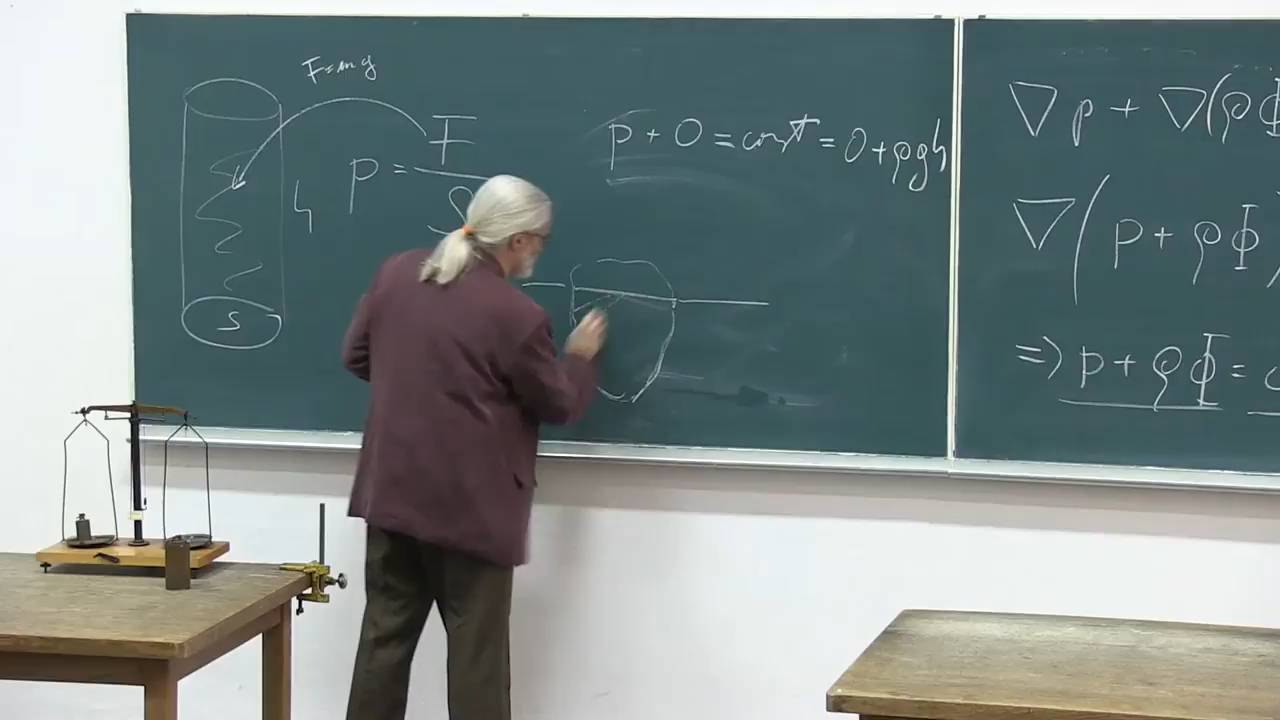 F = mg
p = F
S
h
S
p + 0 = const = 0 + ρgh
∇p + ∇(ρΦ
∇(p + ρΦ
=> p + ρΦ =